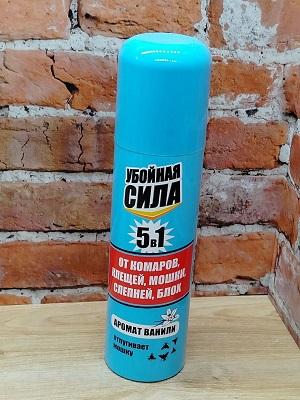 УБОЙНАЯ
СИЛА
5в1
ОТ КОМАРОВ,
КЛЕЩЕЙ, МОШКИ,
СЛЕПНЕЙ, БЛОХ
АРОМАТ ВАНИЛИ
отпугивает
мошку